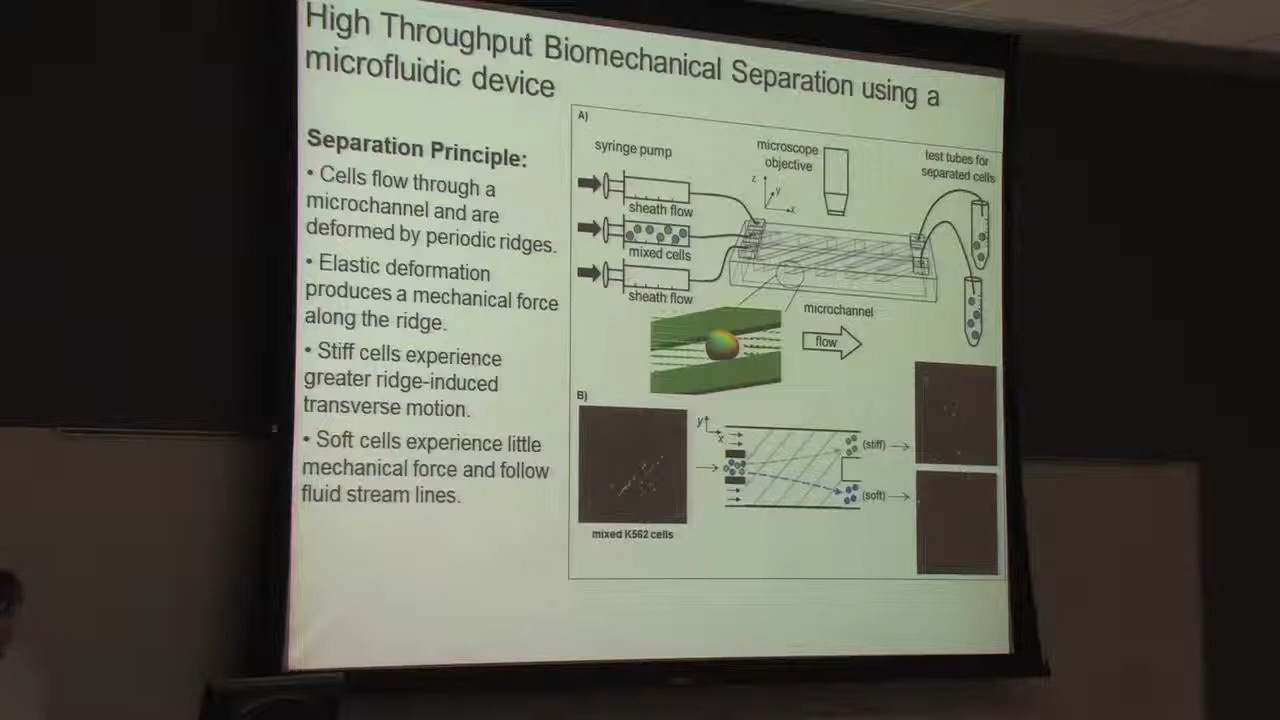 High Throughput Biomechanical Separation using a
microfluidic device
Separation Principle:
• Cells flow through a
microchannel and are
deformed by periodic ridges.
• Elastic deformation
produces a mechanical force
along the ridge.
• Stiff cells experience
greater ridge-induced
transverse motion.
• Soft cells experience little
mechanical force and follow
fluid stream lines.
A)
syringe pump
sheath flow
mixed cells
sheath flow
microscope
objective
z
y
x
test tubes for
separated cells
microchannel
flow
B)
mixed K562 cells
y
x
(stiff)
(soft)